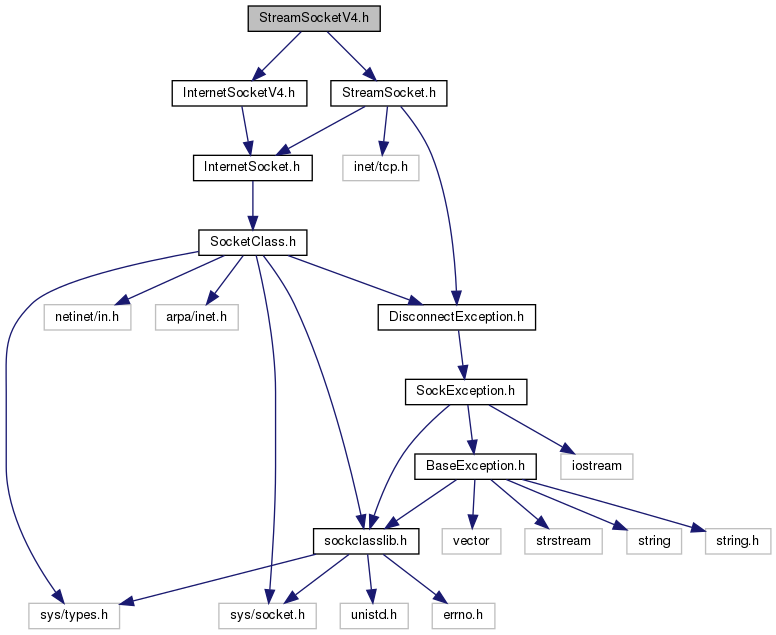 StreamSocketV4.h
InternetSocketV4.h
StreamSocket.h
InternetSocket.h
inet/tcp.h
SocketClass.h
netinet/in.h
arpa/inet.h
DisconnectException.h
SockException.h
BaseException.h
iostream
sockclasslib.h
vector
strstream
string
string.h
sys/types.h
sys/socket.h
unistd.h
errno.h